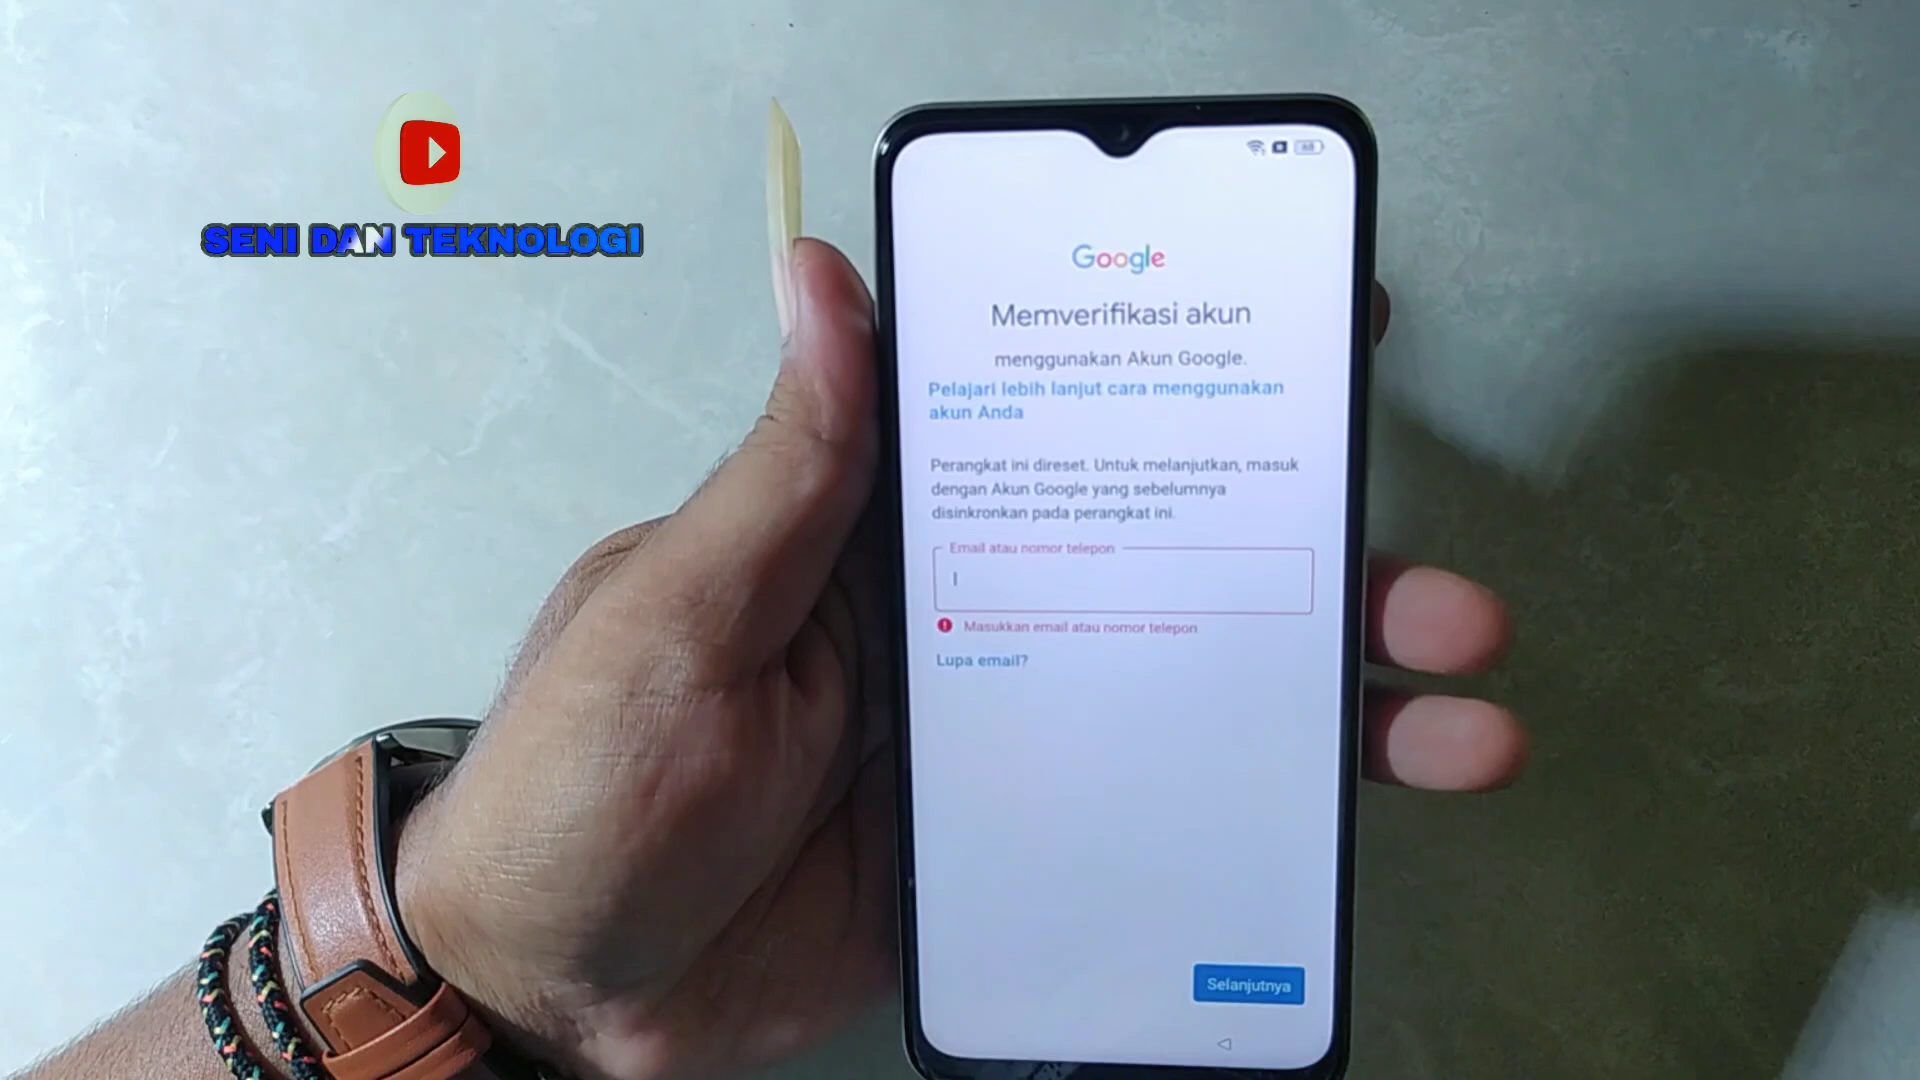 SENI DAN TEKNOLOGI
68
Google
Memverifikasi akun
menggunakan Akun Google.
Pelajari lebih lanjut cara menggunakan
akun Anda
Perangkat ini direset. Untuk melanjutkan, masuk
dengan Akun Google yang sebelumnya
disinkronkan pada perangkat ini.
Email atau nomor telepon
Masukkan email atau nomor telepon
Lupa email?
Selanjutnya